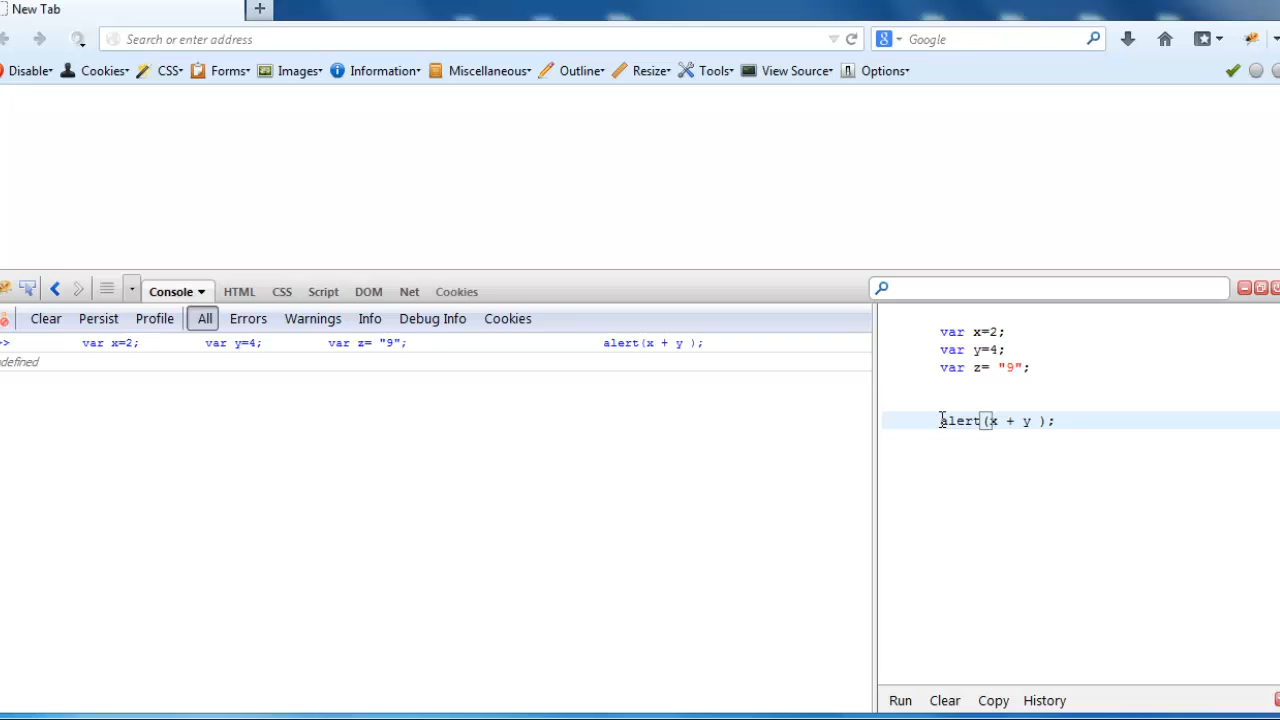 New Tab +
Search or enter address Google
Disable Cookies CSS Forms Images Information Miscellaneous Outline Resize Tools View Source Options
Console HTML CSS Script DOM Net Cookies
Clear Persist Profile All Errors Warnings Info Debug Info Cookies
>> var x=2; var y=4; var z= "9"; alert(x + y );
defined
var x=2;
var y=4;
var z= "9";
alert(x + y );
Run Clear Copy History